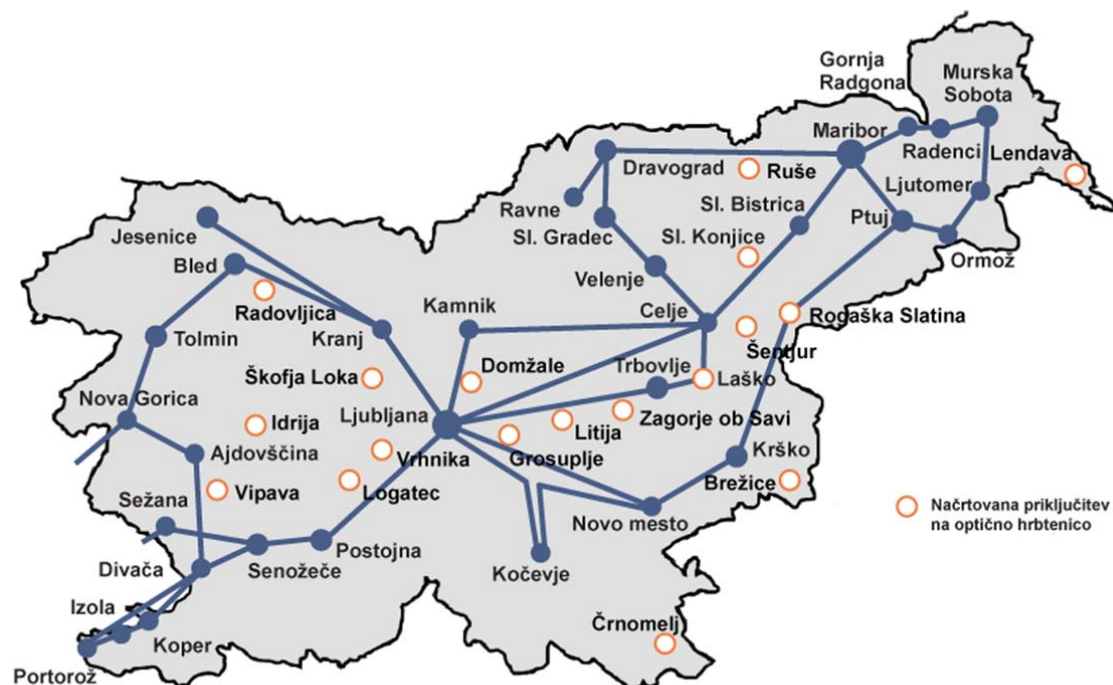 Gornja
Radgona
Murska
Sobota
Maribor
Radenci
Lendava
Dravograd
Ruše
Ljutomer
Ravne
Sl. Bistrica
Ptuj
Sl. Gradec
Sl. Konjice
Ormož
Jesenice
Bled
Velenje
Radovljica
Kamnik
Celje
Rogaška Slatina
Tolmin
Kranj
Šentjur
Domžale
Trbovlje
Škofja Loka
Laško
Nova Gorica
Ljubljana
Zagorje ob Savi
Idrija
Litija
Ajdovščina
Vrhnika
Grosuplje
Krško
Vipava
Logatec
Brežice
Sežana
Novo mesto
Načrtovana priključitev
na optično hrbtenico
Postojna
Divača
Senožeče
Kočevje
Izola
Črnomelj
Koper
Portorož